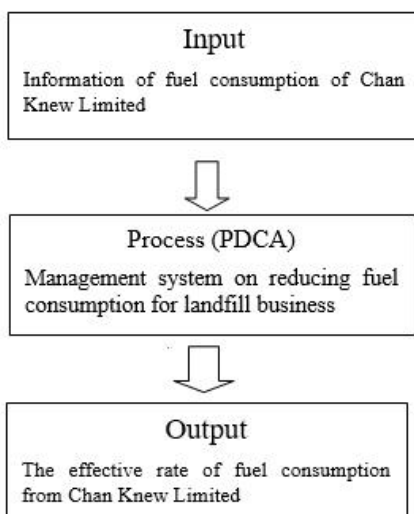 Input
Information of fuel consumption of Chan
Knew Limited
Process (PDCA)
Management system on reducing fuel
consumption for landfill business
Output
The effective rate of fuel consumption
from Chan Knew Limited